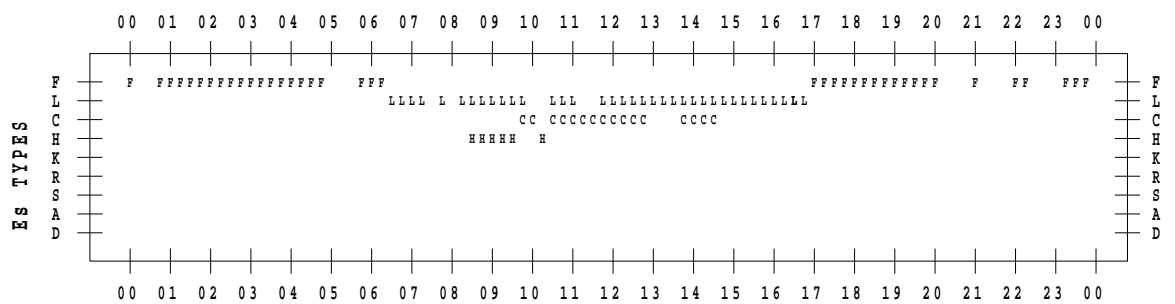 00 01 02 03 04 05 06 07 08 09 10 11 12 13 14 15 16 17 18 19 20 21 22 23 00
F F FFFFFFFFFFFFFFFFF FFF FFFFFFFFFFFFF F FF FFF F
L LLLL L LLLLLLL LLL LLLLLLLLLLLLLLLLLLLLL L
C CC CCCCCCCCCC CCCC C
H HHHHH H H
K K
R R
S S
A A
D D
Es TYPES
00 01 02 03 04 05 06 07 08 09 10 11 12 13 14 15 16 17 18 19 20 21 22 23 00